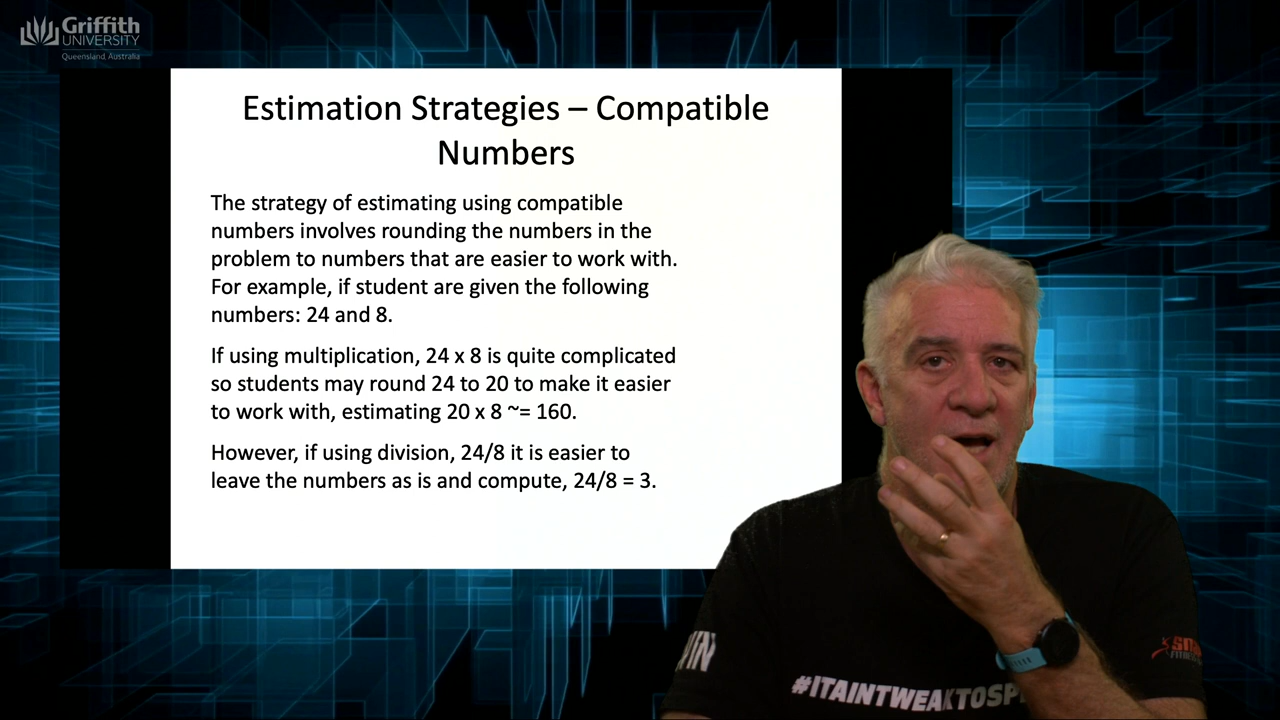 Griffith
UNIVERSITY
Queensland, Australia
Estimation Strategies – Compatible
Numbers
The strategy of estimating using compatible
numbers involves rounding the numbers in the
problem to numbers that are easier to work with.
For example, if student are given the following
numbers: 24 and 8.
If using multiplication, 24 x 8 is quite complicated
so students may round 24 to 20 to make it easier
to work with, estimating 20 x 8 ~= 160.
However, if using division, 24/8 it is easier to
leave the numbers as is and compute, 24/8 = 3.
#ITAINTWEAKTOSP